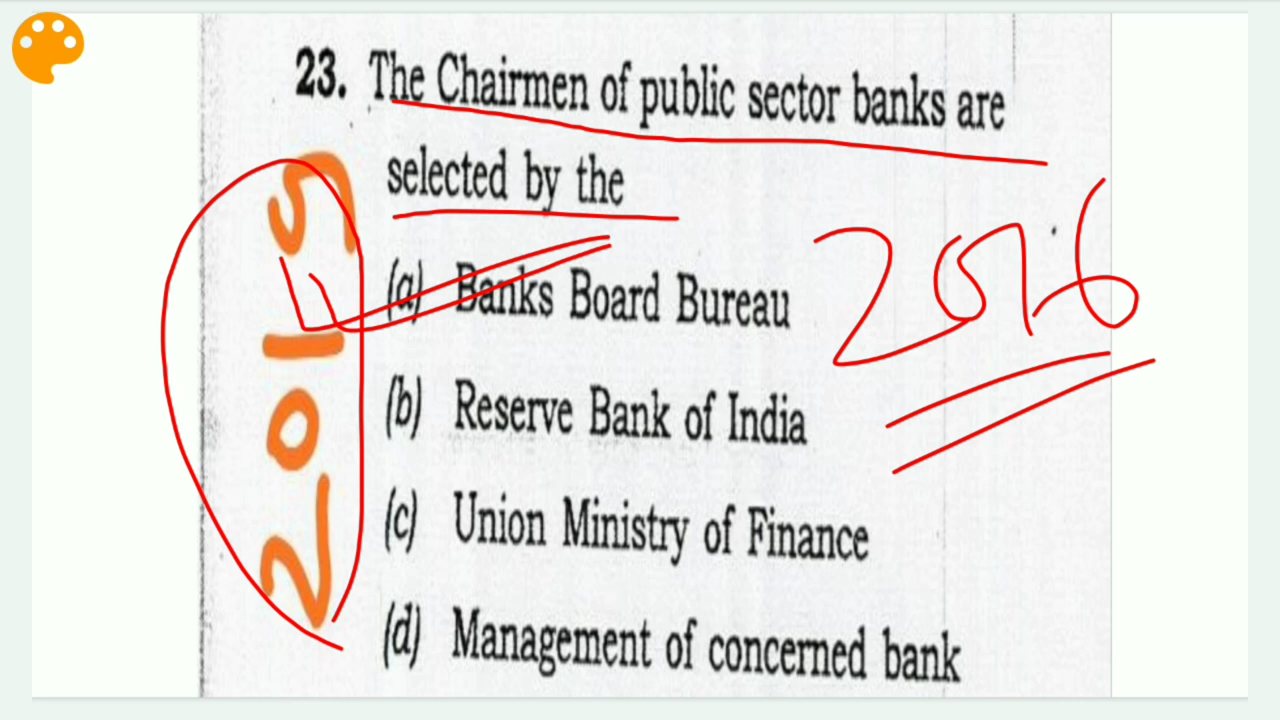 23. The Chairmen of public sector banks are
selected by the
(a) Banks Board Bureau
(b) Reserve Bank of India
(c) Union Ministry of Finance
(d) Management of concerned bank
2019
2016